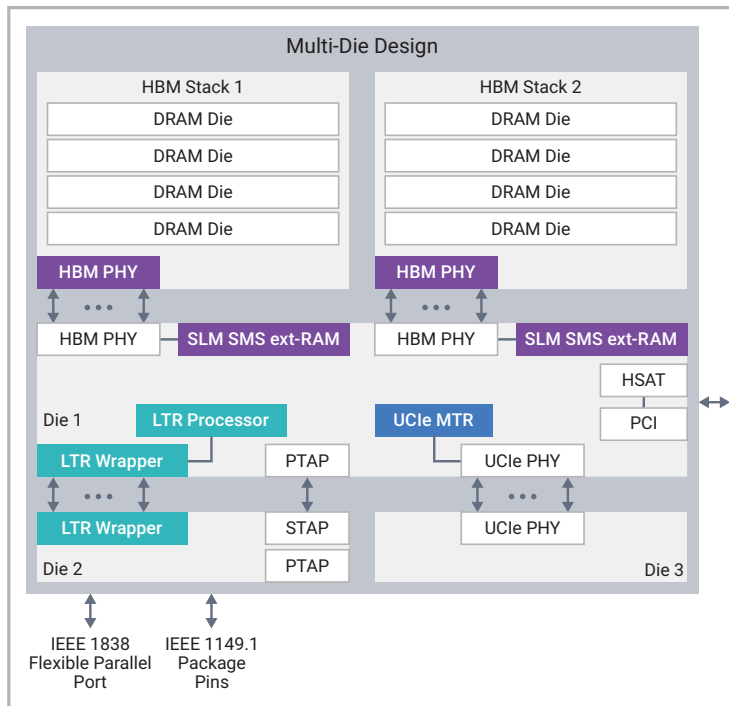 Multi-Die Design
HBM Stack 1
DRAM Die
DRAM Die
DRAM Die
DRAM Die
HBM PHY
HBM PHY
SLM SMS ext-RAM
HBM Stack 2
DRAM Die
DRAM Die
DRAM Die
DRAM Die
HBM PHY
HBM PHY
SLM SMS ext-RAM
HSAT
PCI
Die 1
LTR Processor
LTR Wrapper
PTAP
UCIe MTR
UCIe PHY
LTR Wrapper
STAP
PTAP
Die 2
UCIe PHY
Die 3
IEEE 1838
Flexible Parallel
Port
IEEE 1149.1
Package
Pins